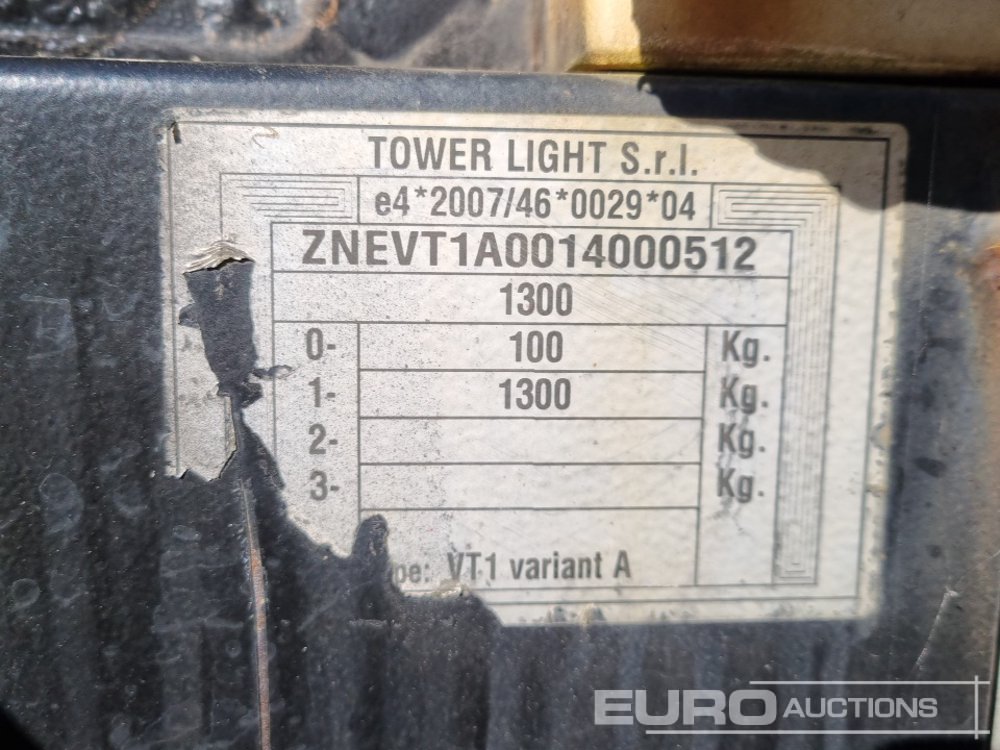 TOWER LIGHT S.r.l.
e4*2007/46*0029*04
ZNEVT1A0014000512
1300
0- 100 Kg.
1- 1300 Kg.
2- Kg.
3- Kg.
pe: VT1 variant A
EURO AUCTIONS